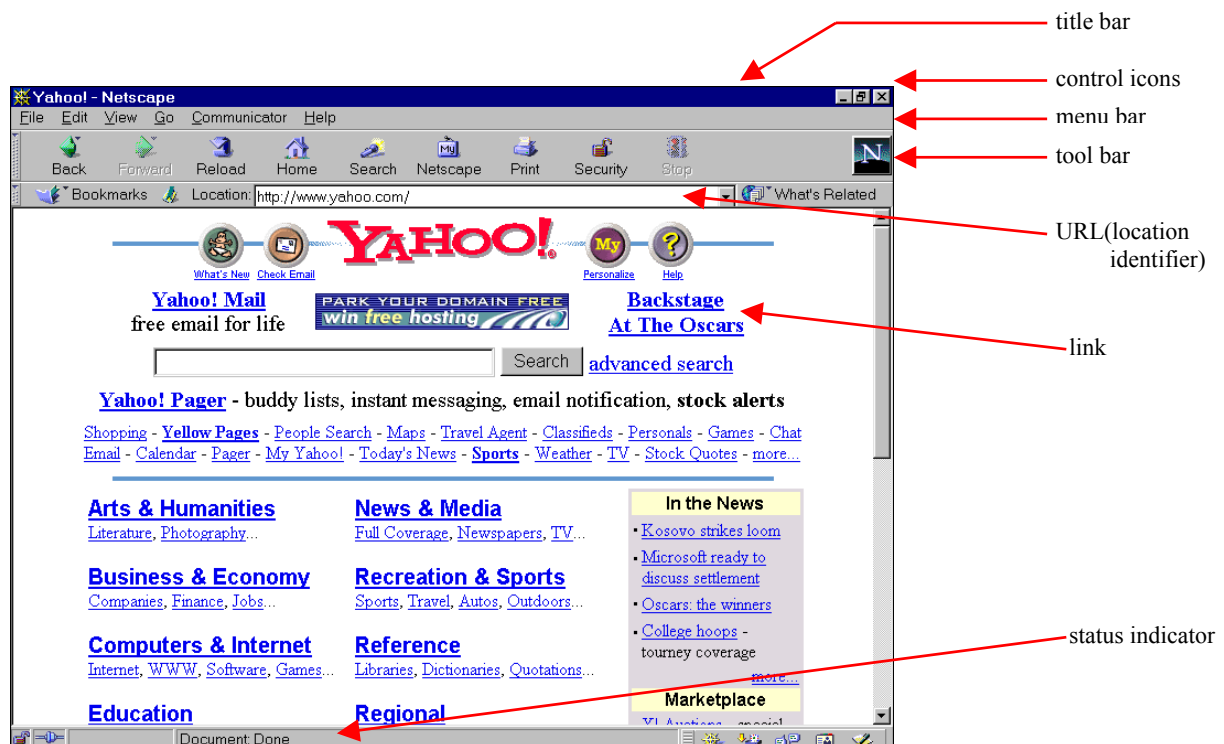 title bar
control icons
Yahoo! - Netscape
File Edit View Go Communicator Help
menu bar
Back Forward Reload Home Search Netscape Print Security Stop
My
N
tool bar
Bookmarks Location: http://www.yahoo.com/ What's Related
URL(location
identifier)
YAHOO!
My ?
What's New Check Email Personalize Help
Yahoo! Mail
free email for life
PARK YOUR DOMAIN FREE
win free hosting
Backstage
At The Oscars
link
Search advanced search
Yahoo! Pager - buddy lists, instant messaging, email notification, stock alerts
Shopping - Yellow Pages - People Search - Maps - Travel Agent - Classifieds - Personals - Games - Chat
Email - Calendar - Pager - My Yahoo! - Today's News - Sports - Weather - TV - Stock Quotes - more...
Arts & Humanities
Literature, Photography...
News & Media
Full Coverage, Newspapers, TV...
Business & Economy
Companies, Finance, Jobs...
Recreation & Sports
Sports, Travel, Autos, Outdoors...
Computers & Internet
Internet, WWW, Software, Games...
Reference
Libraries, Dictionaries, Quotations...
Education
Regional
In the News
• Kosovo strikes loom
• Microsoft ready to
discuss settlement
• Oscars: the winners
• College hoops -
tourney coverage
more...
Marketplace
Y! Auctions - special
status indicator
Document: Done